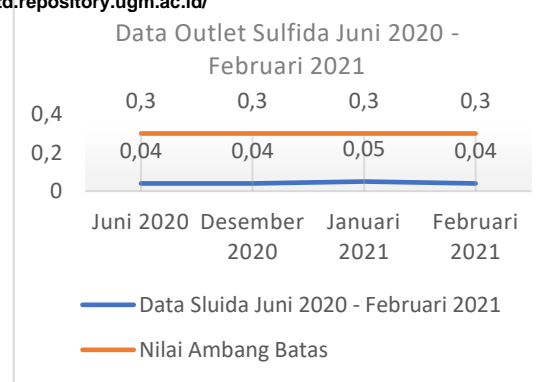 td.repository.ugm.ac.id/
Data Outlet Sulfida Juni 2020 -
Februari 2021
0,3 0,3 0,3 0,3
0,4
0,2
0,04 0,04 0,05 0,04
0
Juni 2020 Desember 2020 Januari 2021 Februari 2021
Data Sluida Juni 2020 - Februari 2021
Nilai Ambang Batas